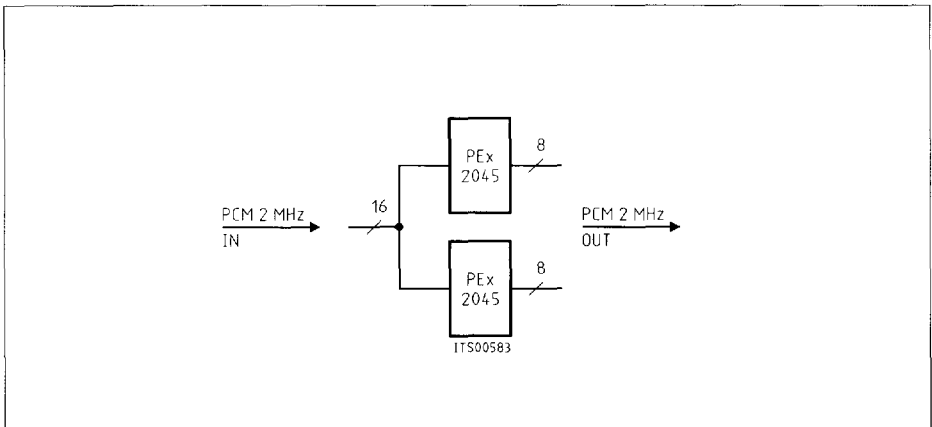 PEx
2045
8
PCM 2 MHz
IN
16
PCM 2 MHz
OUT
PEx
2045
8
ITS00583